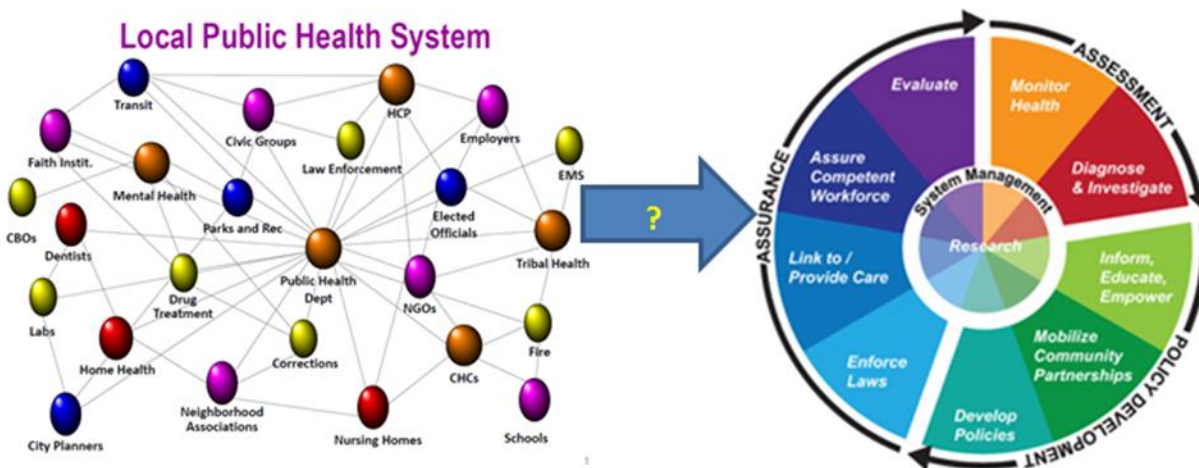 Local Public Health System
Transit
HCP
Civic Groups
Employers
Faith Instit.
Law Enforcement
EMS
Mental Health
CBOs
Parks and Rec
Elected
Officials
Dentists
Tribal Health
Public Health
Dept
NGOs
Drug
Treatment
Labs
Home Health
Corrections
CHCs
Fire
Neighborhood
Associations
City Planners
Nursing Homes
Schools
?
ASSESSMENT
POLICY DEVELOPMENT
ASSURANCE
Evaluate
Monitor
Health
Assure
Competent
Workforce
Diagnose
& Investigate
System Management
Research
Link to /
Provide Care
Inform,
Educate,
Empower
Enforce
Laws
Mobilize
Community
Partnerships
Develop
Policies